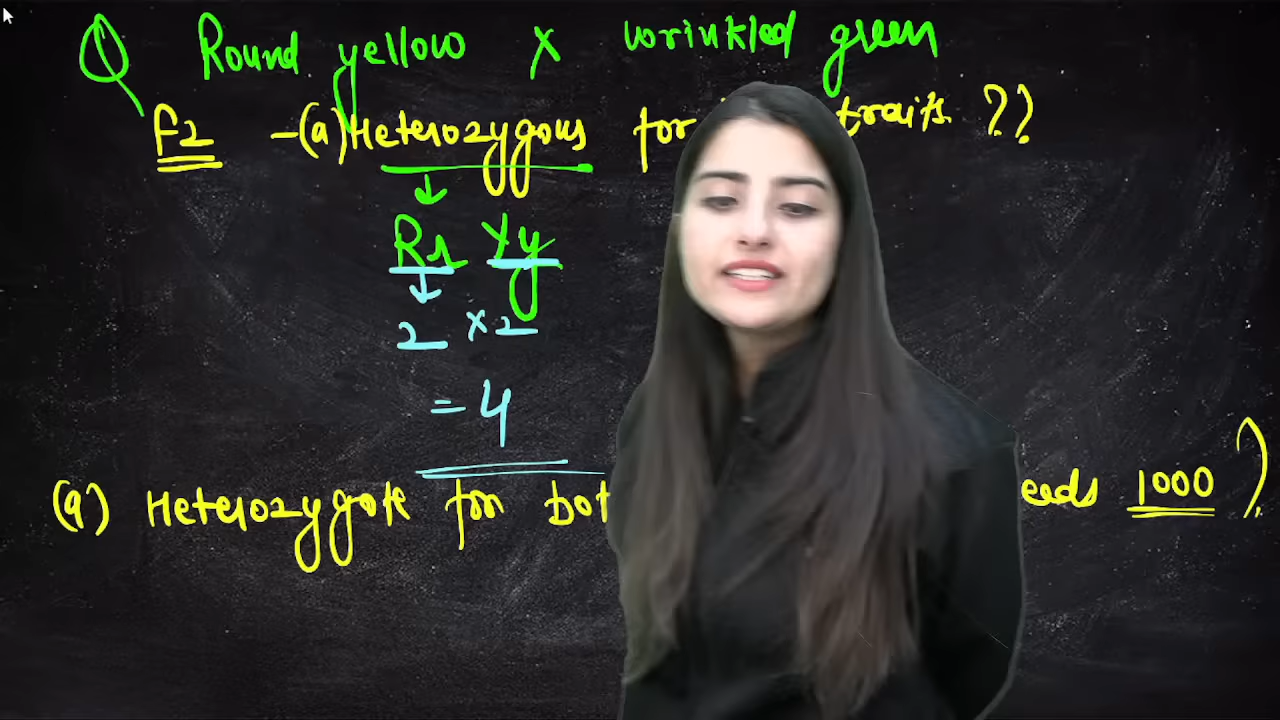 Q Round yellow X wrinkled green
F2 -(a) Heterozygous for traits ??
Rr Yy
2 x 2
= 4
(a) Heterozygote for bot eeds 1000 )